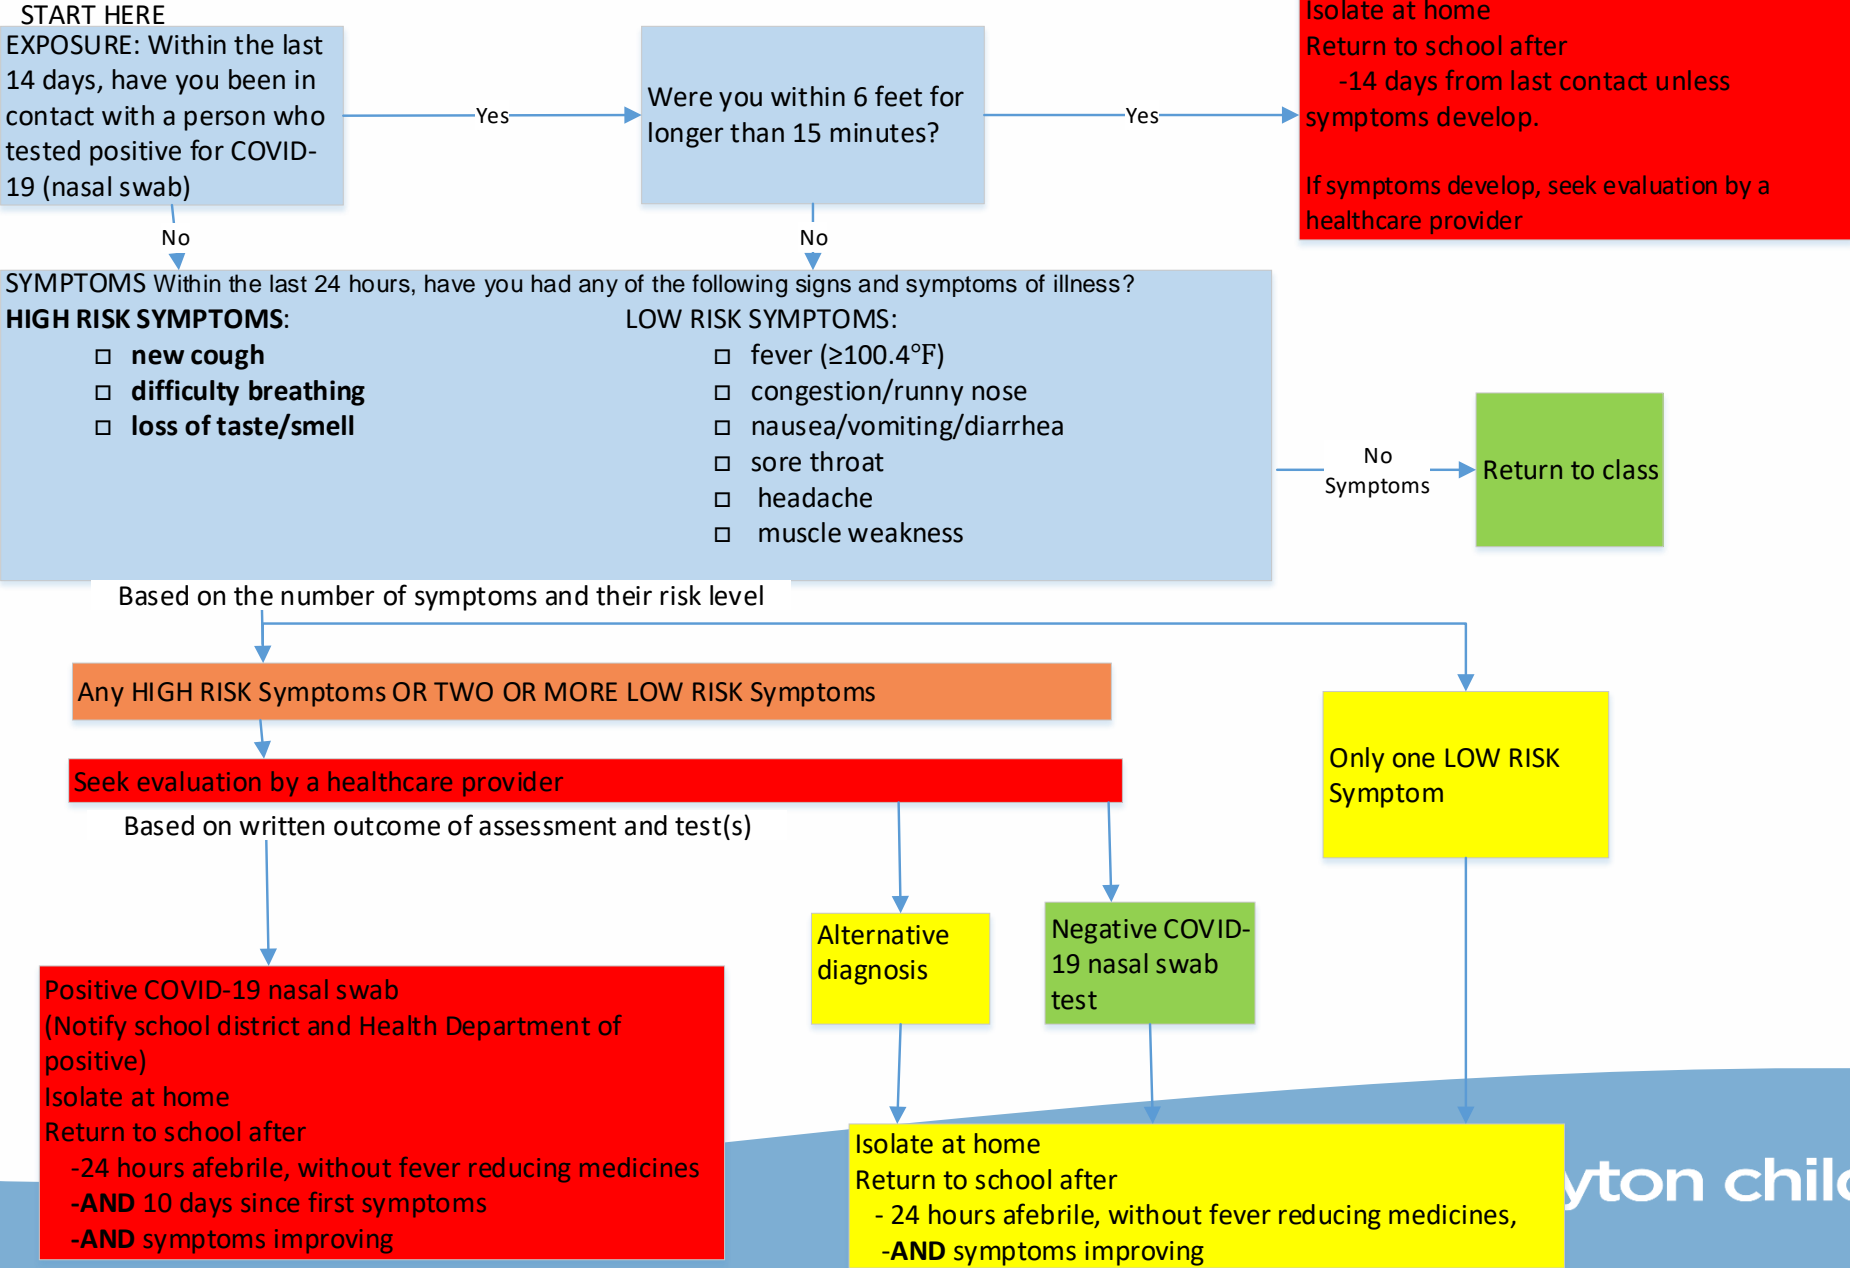 START HERE
EXPOSURE: Within the last
14 days, have you been in
contact with a person who
tested positive for COVID-
19 (nasal swab)
Yes
Were you within 6 feet for
longer than 15 minutes?
Yes
Isolate at home
Return to school after
-14 days from last contact unless
symptoms develop.
If symptoms develop, seek evaluation by a
healthcare provider
No
No
SYMPTOMS Within the last 24 hours, have you had any of the following signs and symptoms of illness?
HIGH RISK SYMPTOMS:
□ new cough
□ difficulty breathing
□ loss of taste/smell
LOW RISK SYMPTOMS:
□ fever (≥100.4°F)
□ congestion/runny nose
□ nausea/vomiting/diarrhea
□ sore throat
□ headache
□ muscle weakness
No
Symptoms
Return to class
Based on the number of symptoms and their risk level
Any HIGH RISK Symptoms OR TWO OR MORE LOW RISK Symptoms
Only one LOW RISK
Symptom
Seek evaluation by a healthcare provider
Based on written outcome of assessment and test(s)
Alternative
diagnosis
Negative COVID-
19 nasal swab
test
Positive COVID-19 nasal swab
(Notify school district and Health Department of
positive)
Isolate at home
Return to school after
-24 hours afebrile, without fever reducing medicines
-AND 10 days since first symptoms
-AND symptoms improving
Isolate at home
Return to school after
- 24 hours afebrile, without fever reducing medicines,
-AND symptoms improving
yton chil